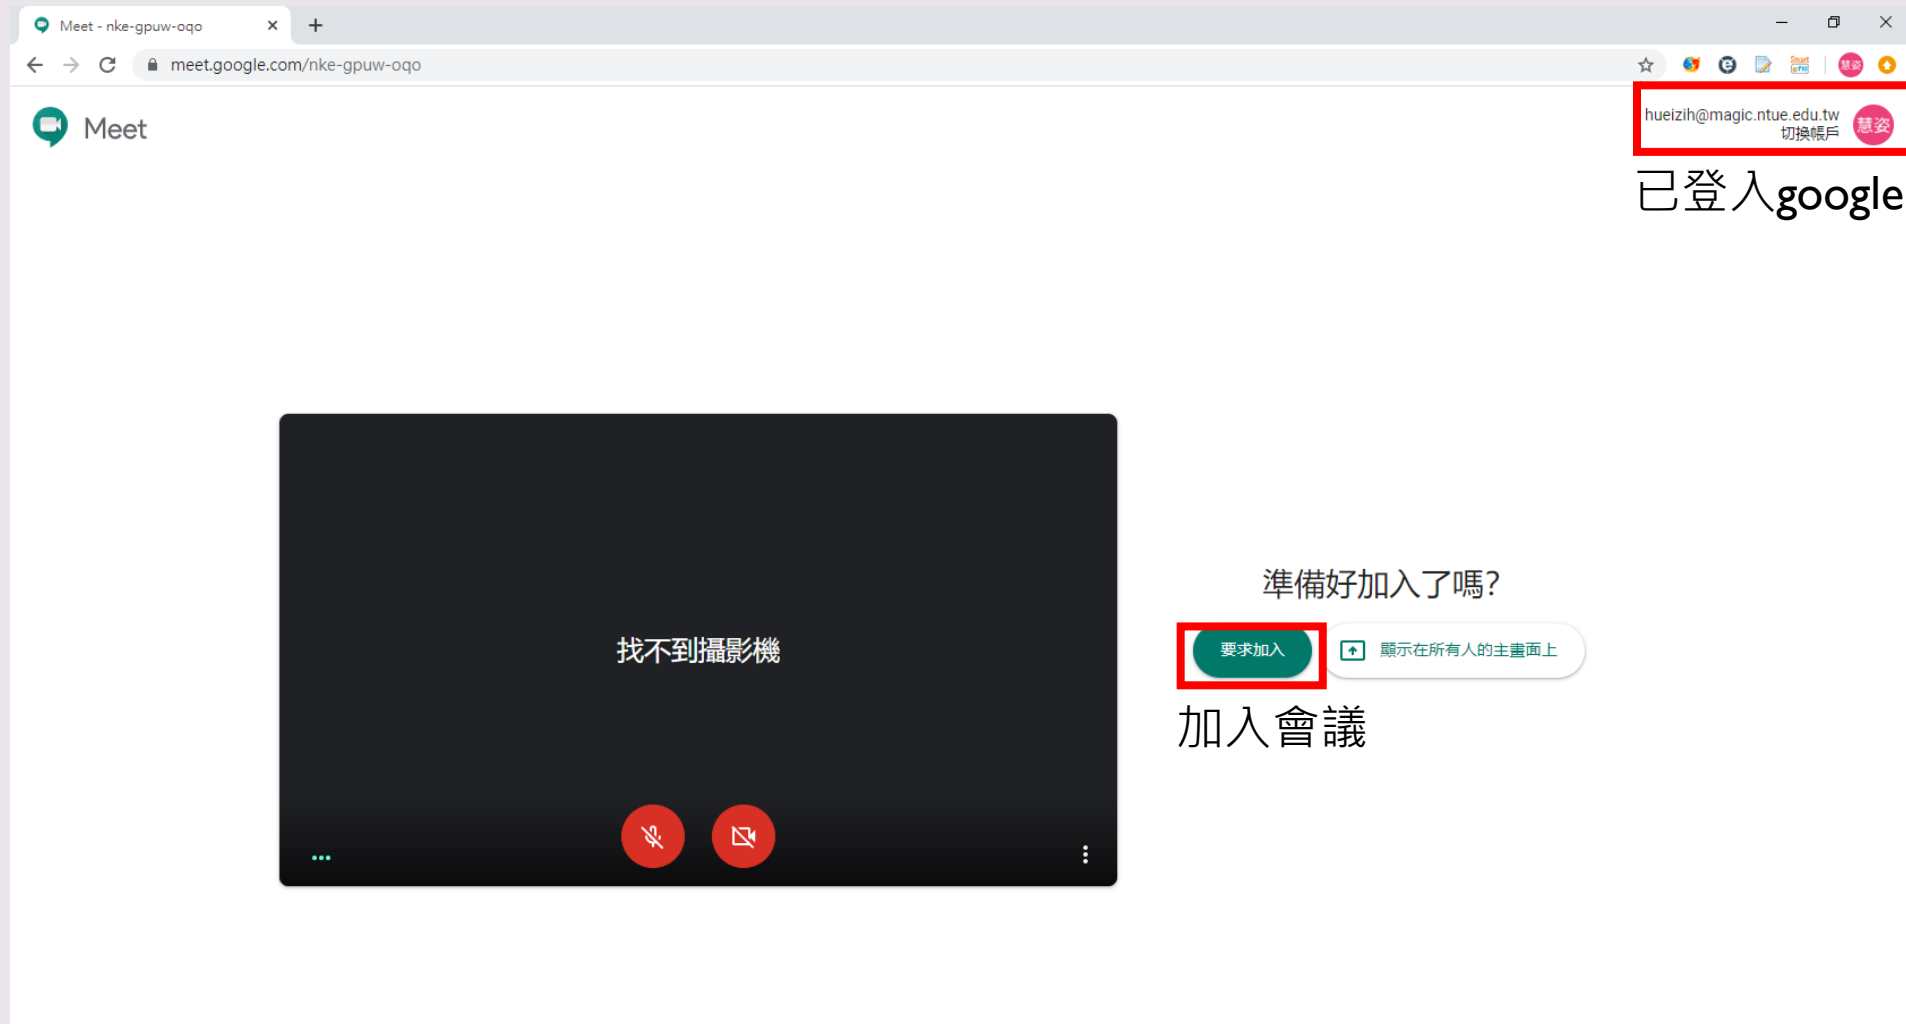 Meet - nke-gpuw-oqo
meet.google.com/nke-gpuw-oqo
慧姿
Meet
hueizih@magic.ntue.edu.tw
切換帳戶
慧姿
已登入google
找不到攝影機
準備好加入了嗎?
要求加入
顯示在所有人的主畫面上
加入會議